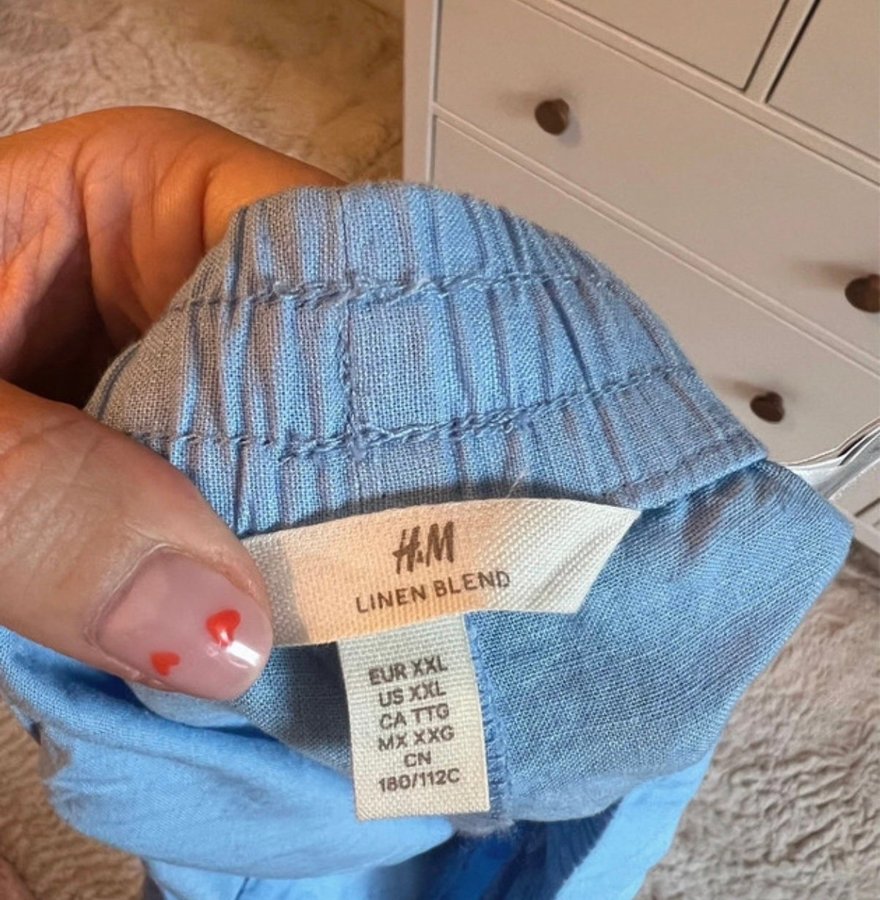 H&M
LINEN BLEND
EUR XXL
US XXL
CA TTG
MX XXG
CN
180/112C